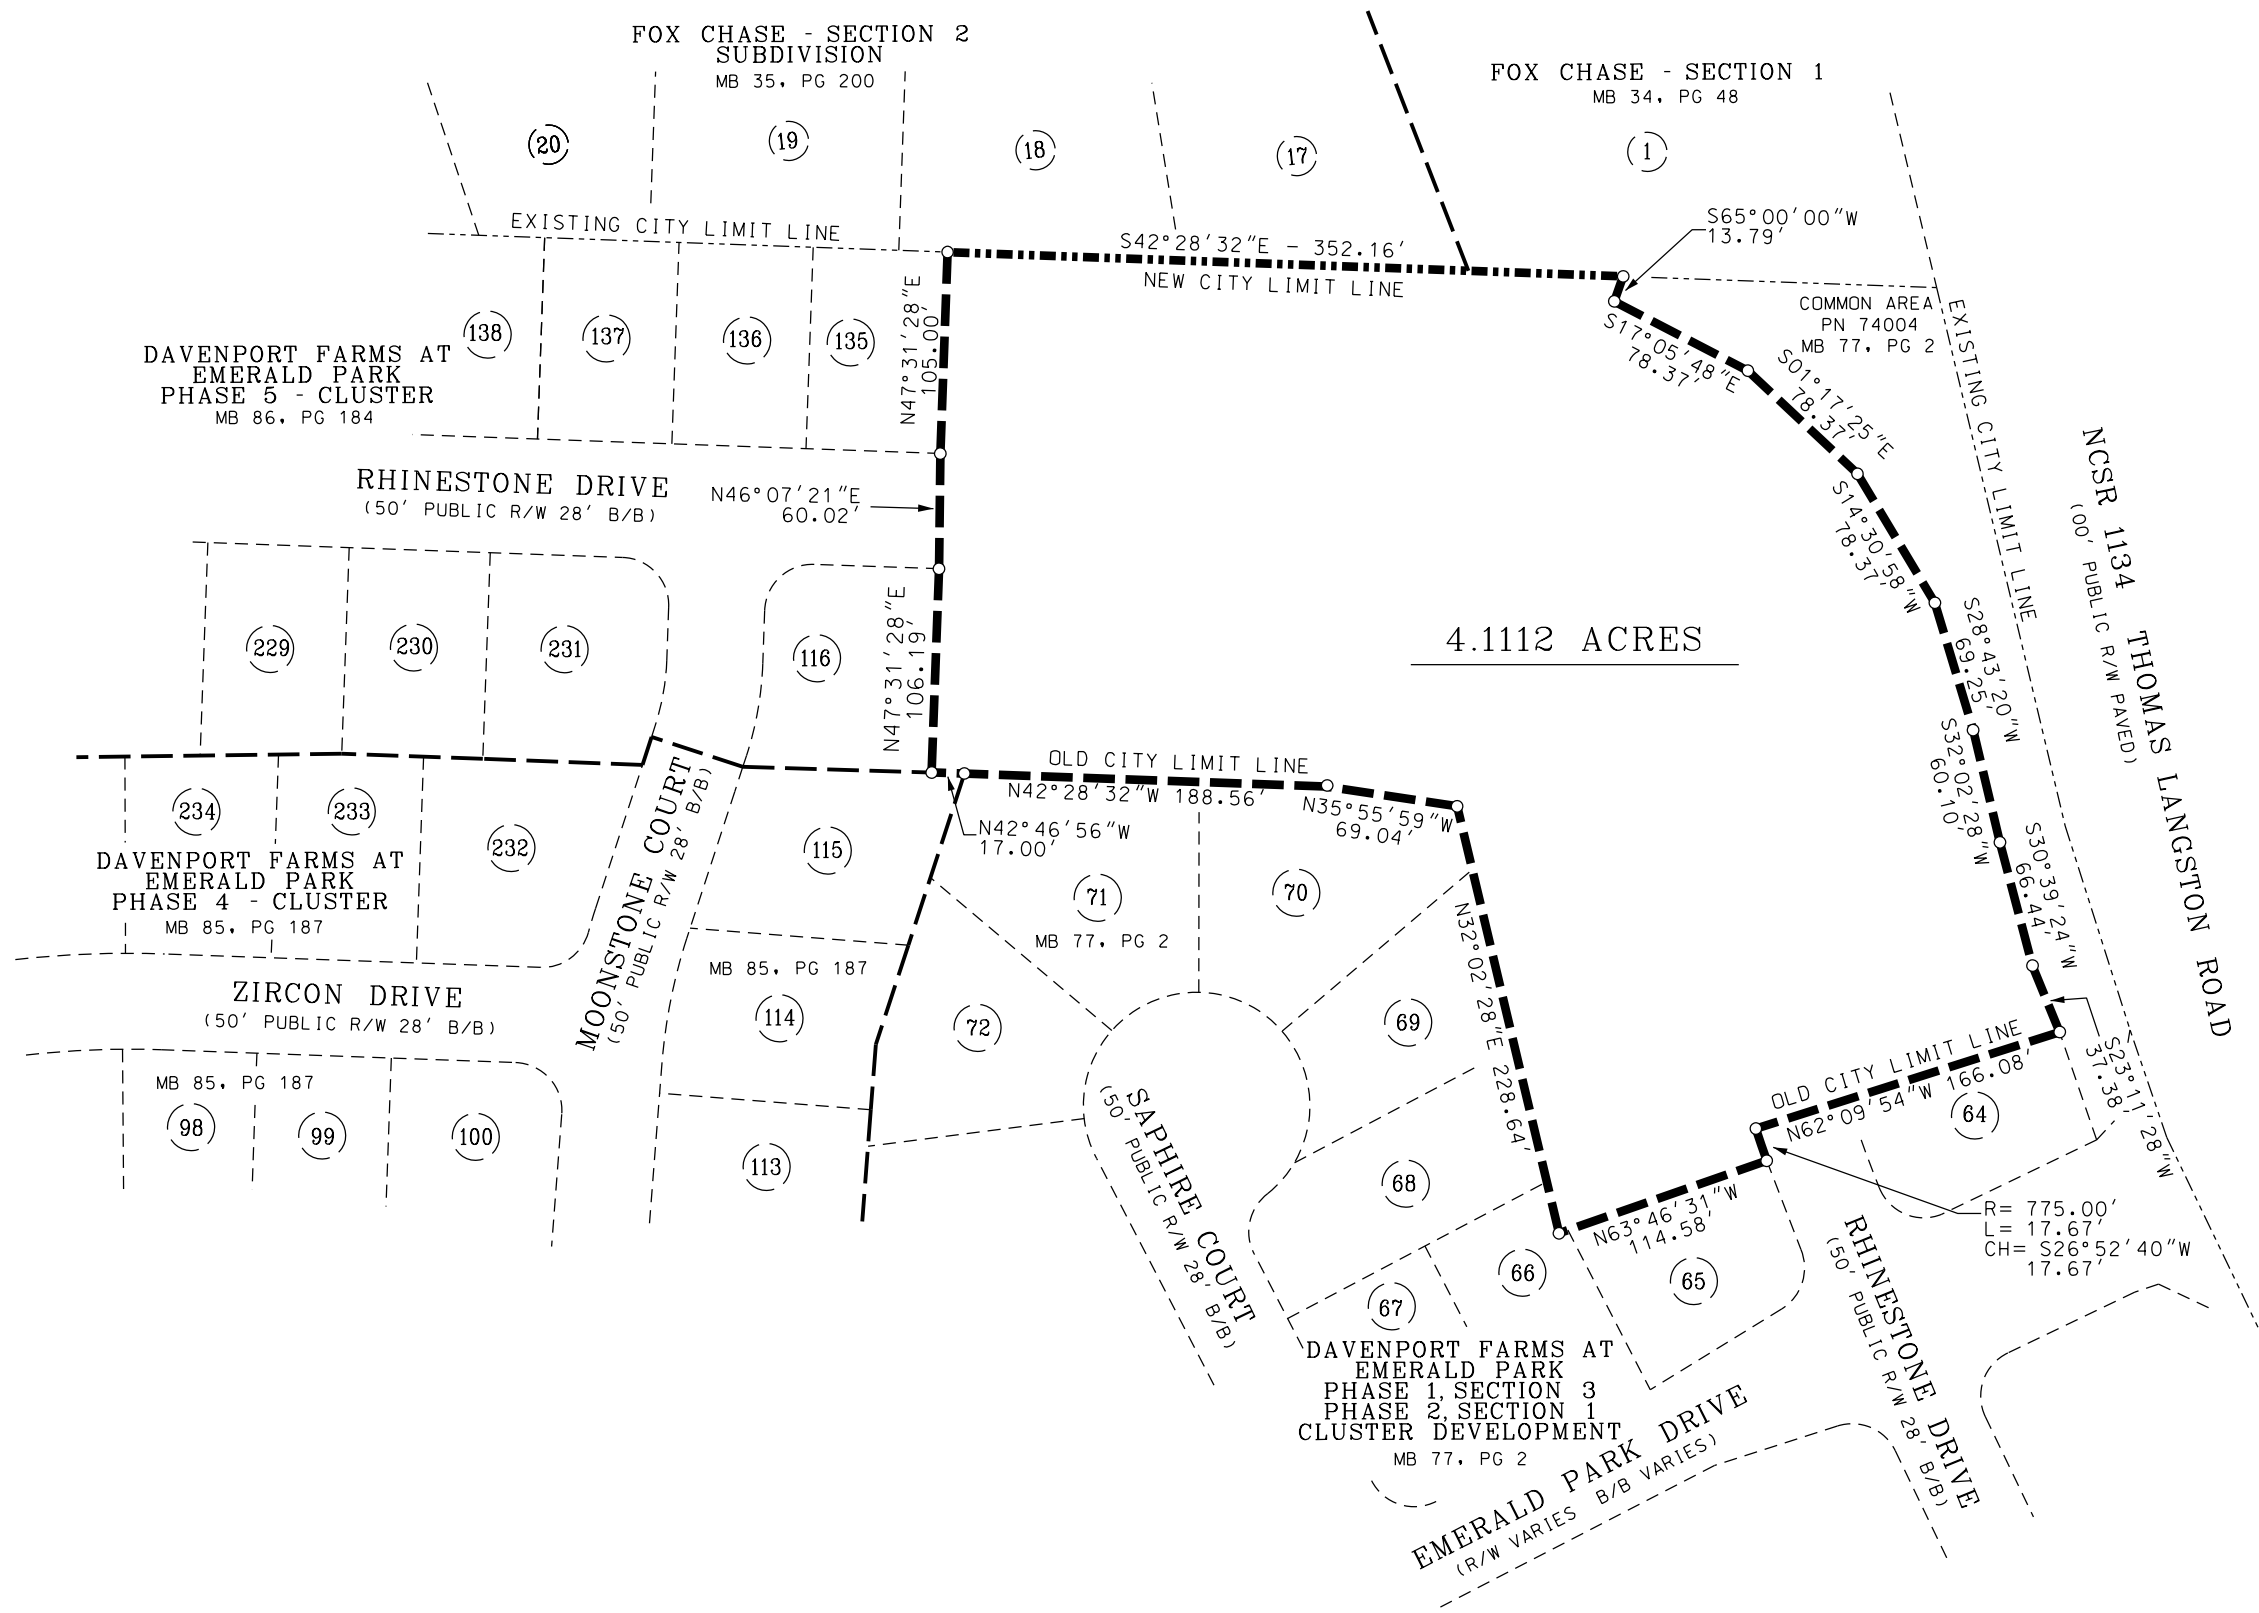 FOX CHASE - SECTION 2
SUBDIVISION
MB 35, PG 200
FOX CHASE - SECTION 1
MB 34, PG 48
20
19
18
17
1
S65°00'00"W
13.79'
EXISTING CITY LIMIT LINE
S42°28'32"E - 352.16'
NEW CITY LIMIT LINE
COMMON AREA
PN 74004
MB 77, PG 2
EXISTING CITY LIMIT LINE
138
137
136
135
N47°31'28"E
105.00'
S17°05'48"E
78.37'
S01°17'25"E
78.37'
DAVENPORT FARMS AT
EMERALD PARK
PHASE 5 - CLUSTER
MB 86, PG 184
RHINESTONE DRIVE
(50' PUBLIC R/W 28' B/B)
N46°07'21"E
60.02'
S14°30'58"W
78.37'
NCSR 1134 THOMAS LANGSTON ROAD
(00' PUBLIC R/W PAVED)
229
230
231
116
N47°31'28"E
106.19'
4.1112 ACRES
S28°43'20"W
69.25'
S32°02'28"W
60.10'
OLD CITY LIMIT LINE
N42°28'32"W 188.56'
N35°55'59"W
69.04'
N42°46'56"W
17.00'
234
233
232
115
71
MB 77, PG 2
70
DAVENPORT FARMS AT
EMERALD PARK
PHASE 4 - CLUSTER
MB 85, PG 187
MOONSTONE COURT
(50' PUBLIC R/W 28' B/B)
S30°39'24"W
66.44'
MB 85, PG 187
114
72
69
N32°02'28"E 228.64'
ZIRCON DRIVE
(50' PUBLIC R/W 28' B/B)
MB 85, PG 187
98
99
100
113
SAPHIRE COURT
(50' PUBLIC R/W 28' B/B)
68
OLD CITY LIMIT LINE
N62°09'54"W 166.08'
64
S23°11'28"W
37.38'
N63°46'31"W
114.58'
R= 775.00'
L= 17.67'
CH= S26°52'40"W
17.67'
67
66
65
RHINESTONE DRIVE
(50' PUBLIC R/W 28' B/B)
DAVENPORT FARMS AT
EMERALD PARK
PHASE 1, SECTION 3
PHASE 2, SECTION 1
CLUSTER DEVELOPMENT
MB 77, PG 2
EMERALD PARK DRIVE
(R/W VARIES B/B VARIES)